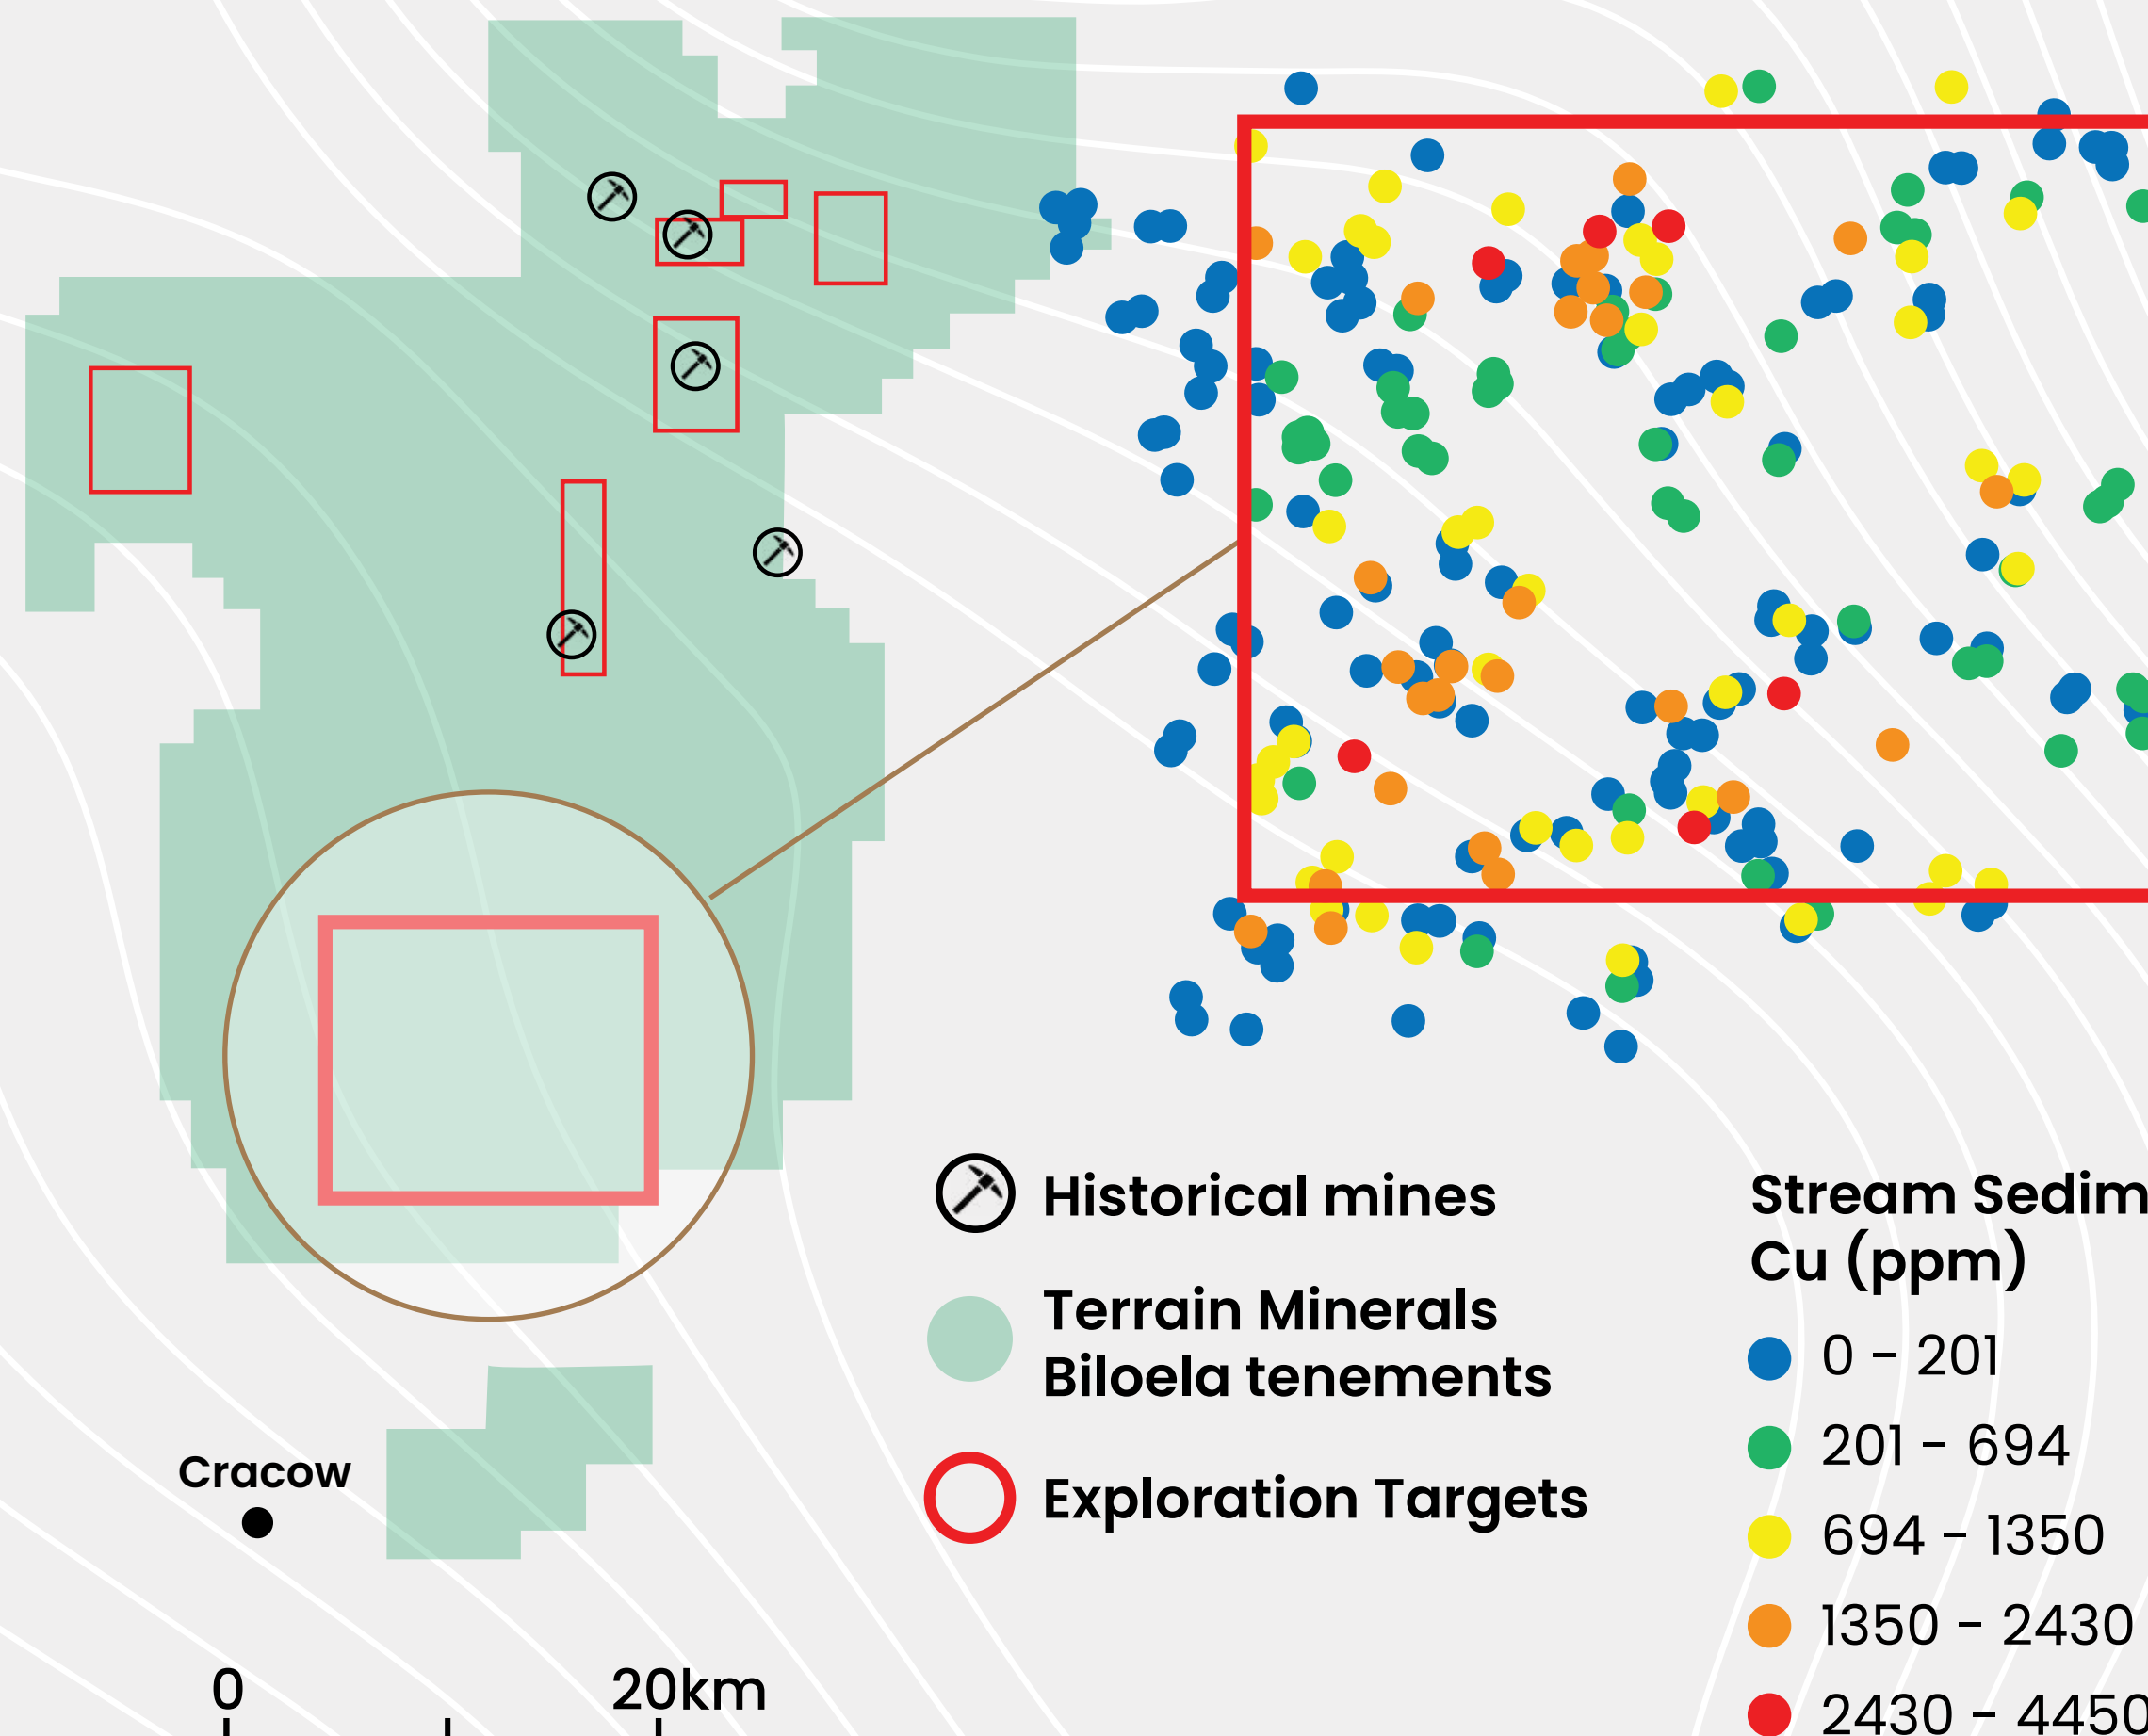 Historical mines
Terrain Minerals
Biloela tenements
Exploration Targets
Cracow
0
20km
Stream Sedim
Cu (ppm)
0 – 201
201 – 694
694 – 1350
1350 – 2430
2430 – 4450